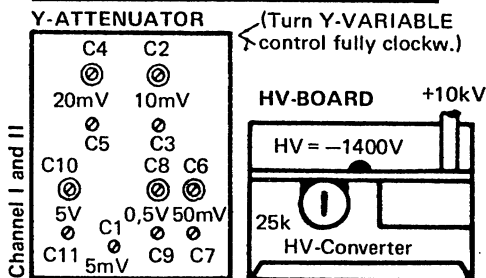 Y-ATTENUATOR
(Turn Y-VARIABLE
control fully clockw.)
C4 C2
20mV 10mV
C5 C3
C10 C8 C6
5V 0,5V 50mV
C1
C11 C9 C7
5mV
Channel I and II
HV-BOARD +10kV
HV = −1400V
25k
HV-Converter